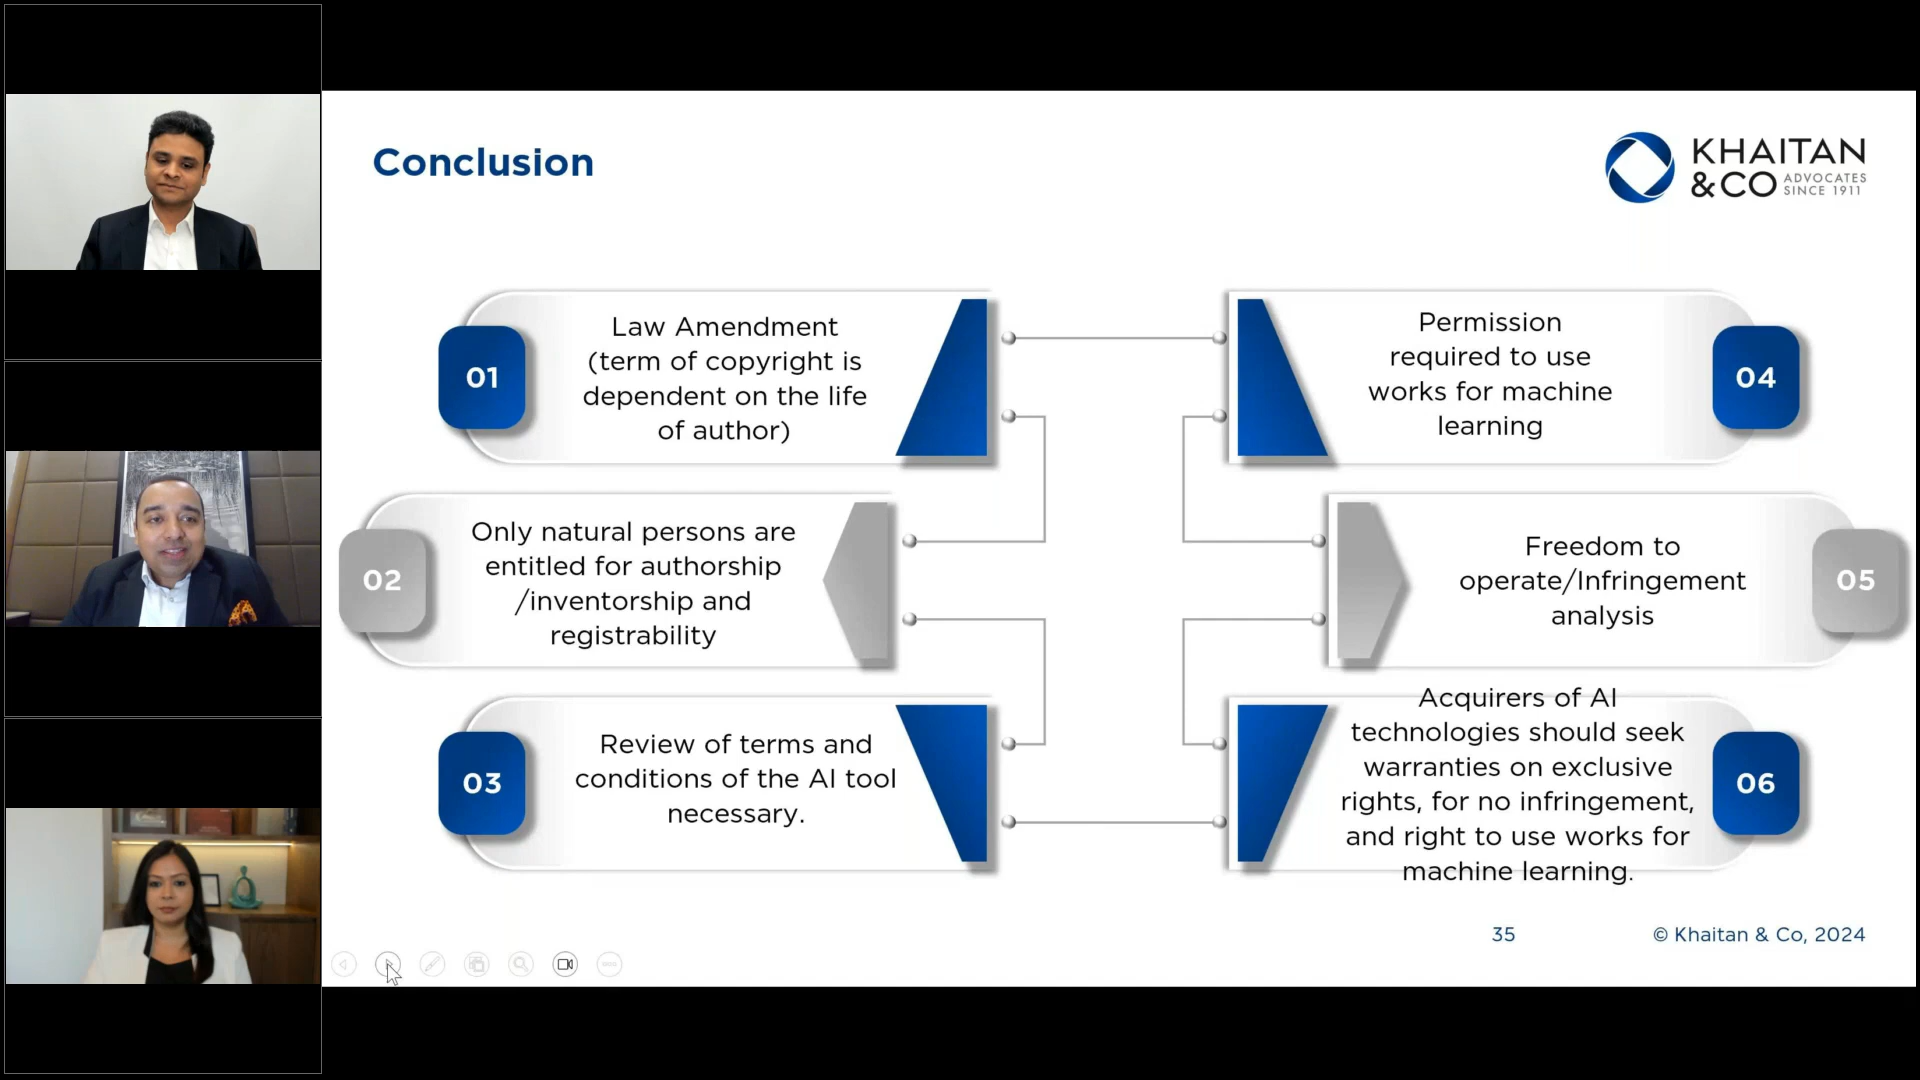 Conclusion
KHAITAN
&CO ADVOCATES
SINCE 1911
01
Law Amendment
(term of copyright is
dependent on the life
of author)
02
Only natural persons are
entitled for authorship
/inventorship and
registrability
03
Review of terms and
conditions of the AI tool
necessary.
04
Permission
required to use
works for machine
learning
05
Freedom to
operate/Infringement
analysis
06
Acquirers of AI
technologies should seek
warranties on exclusive
rights, for no infringement,
and right to use works for
machine learning.
35
© Khaitan & Co, 2024